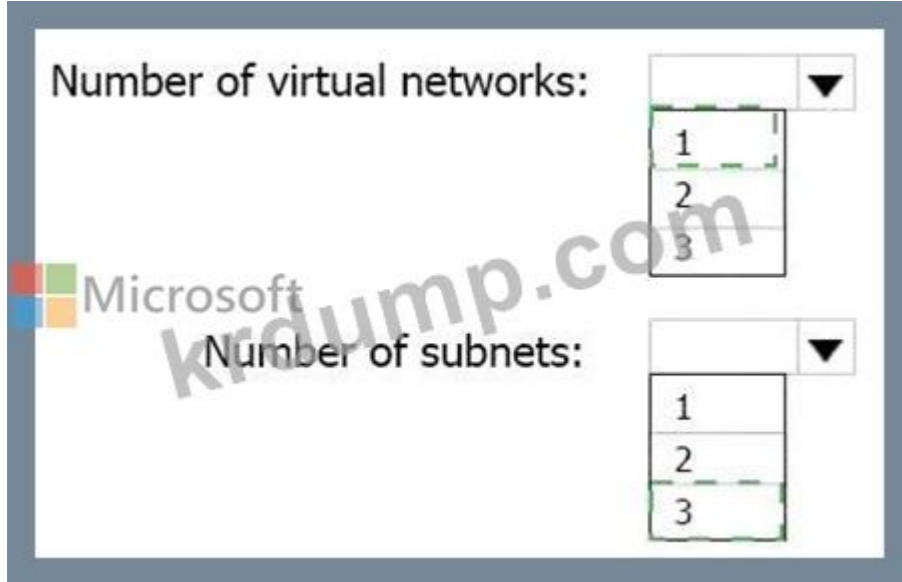 Number of virtual networks:
1
2
3
Microsoft
krdump.com
Number of subnets:
1
2
3